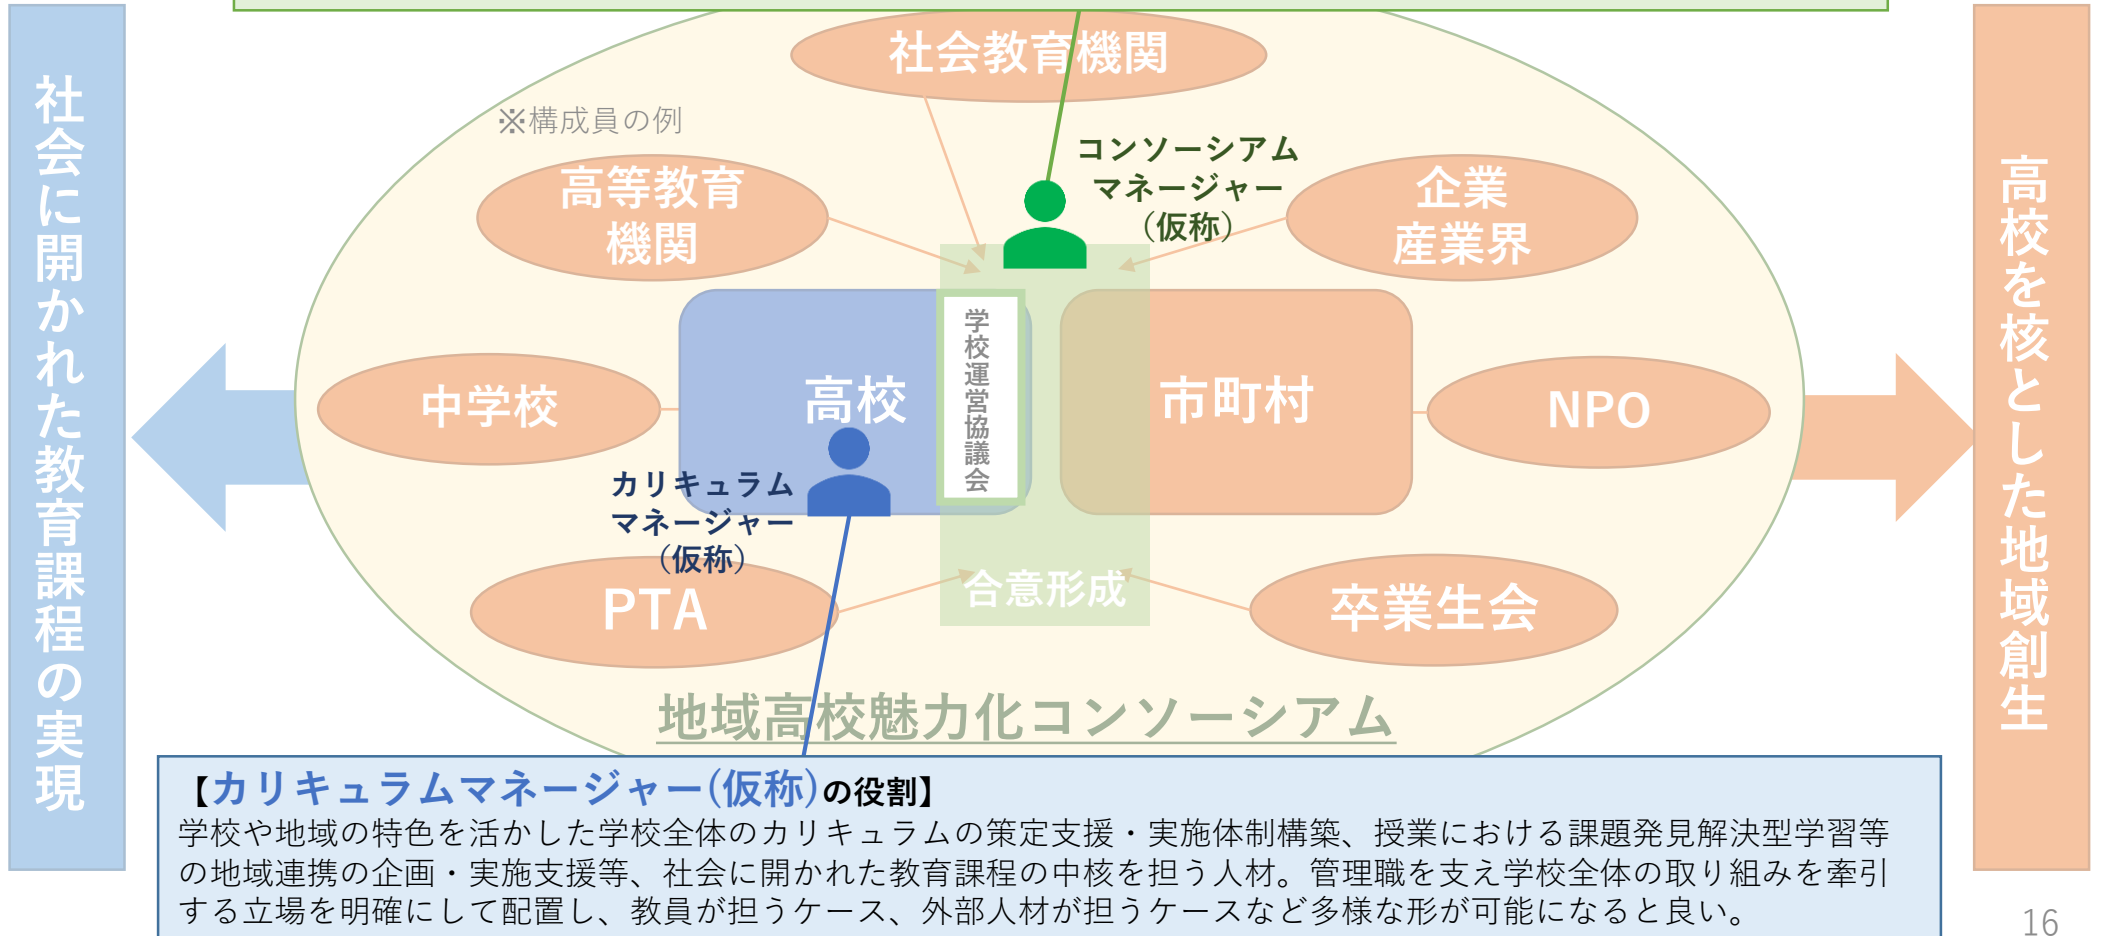 社会に開かれた教育課程の実現
社会教育機関
※構成員の例
コンソーシアム
マネージャー
（仮称）
高等教育
機関
企業
産業界
学校運営協議会
中学校
高校
市町村
NPO
カリキュラム
マネージャー
（仮称）
合意形成
PTA
卒業生会
地域高校魅力化コンソーシアム
高校を核とした地域創生
【カリキュラムマネージャー(仮称)の役割】
学校や地域の特色を活かした学校全体のカリキュラムの策定支援・実施体制構築、授業における課題発見解決型学習等
の地域連携の企画・実施支援等、社会に開かれた教育課程の中核を担う人材。管理職を支え学校全体の取り組みを牽引
する立場を明確にして配置し、教員が担うケース、外部人材が担うケースなど多様な形が可能になると良い。
16